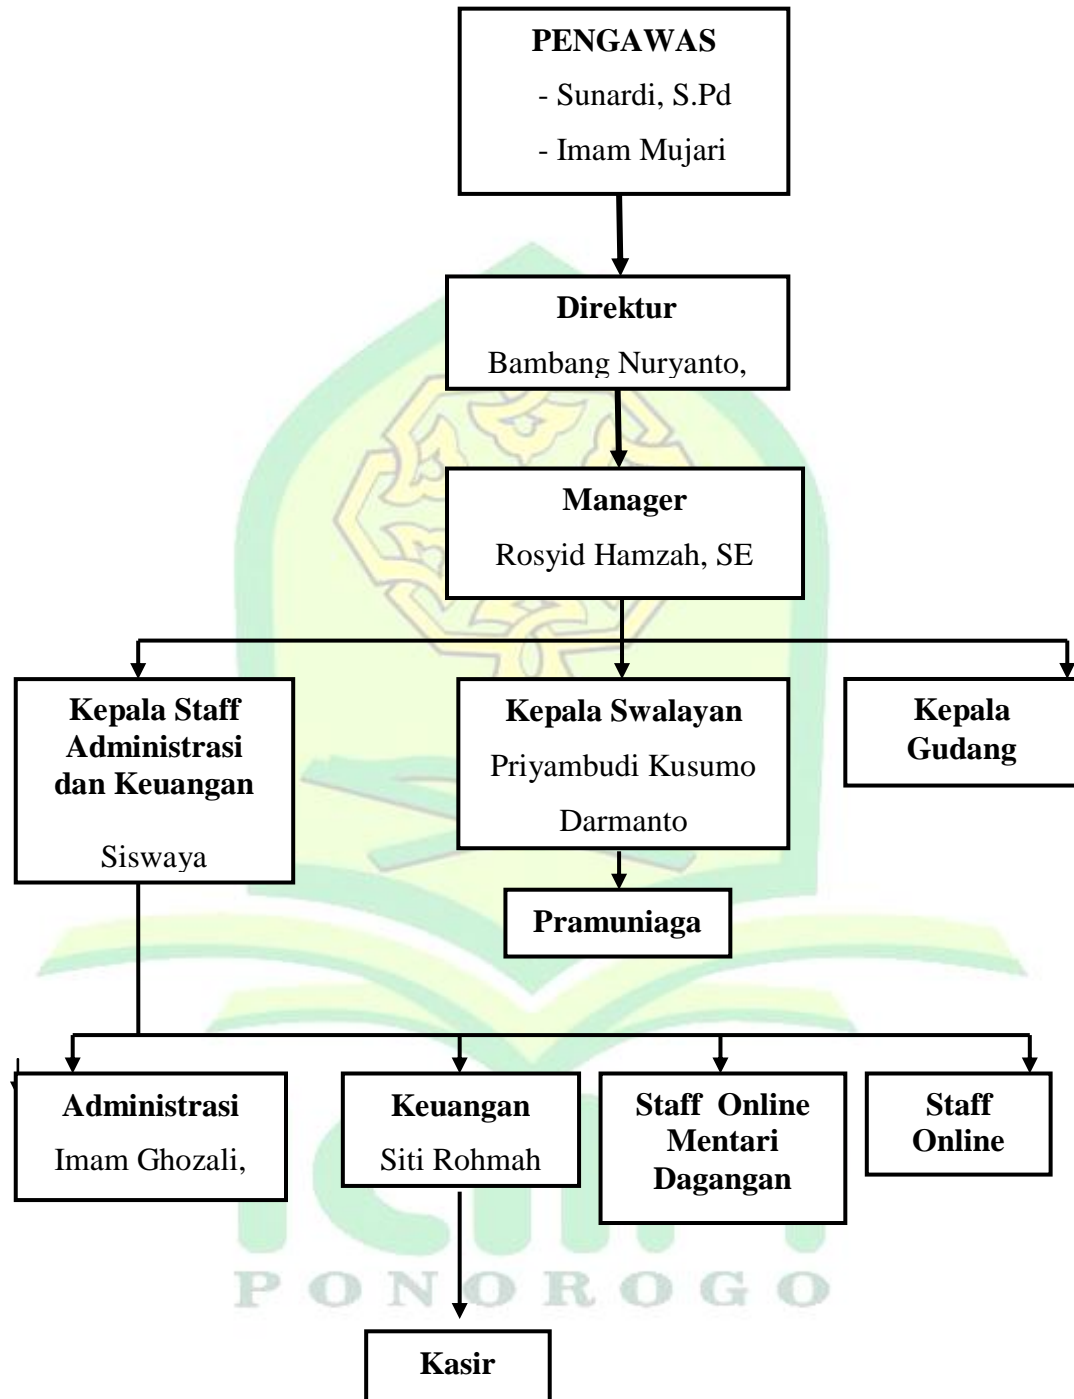 PENGAWAS
- Sunardi, S.Pd
- Imam Mujari
Direktur
Bambang Nuryanto,
Manager
Rosyid Hamzah, SE
Kepala Staff
Administrasi
dan Keuangan
Siswaya
Kepala Swalayan
Priyambudi Kusumo
Darmanto
Kepala
Gudang
Pramuniaga
Administrasi
Imam Ghozali,
Keuangan
Siti Rohmah
Staff Online
Mentari
Dagangan
Staff
Online
PONOROGO
Kasir